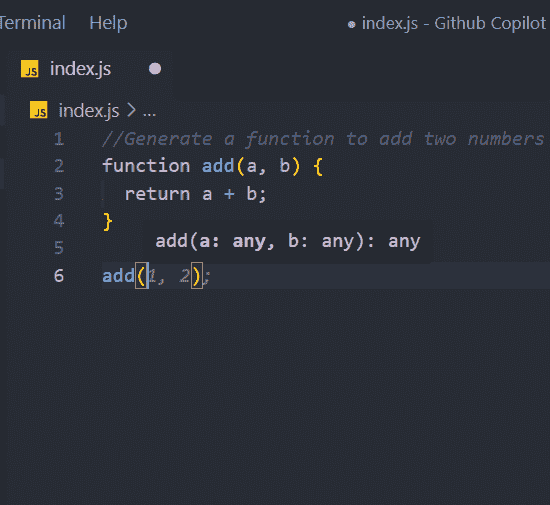 Terminal Help ● index.js - Github Copilot
JS index.js ●
JS index.js > ...
1 //Generate a function to add two numbers
2 function add(a, b) {
3 return a + b;
4 }
5
add(a: any, b: any): any
6 add(1, 2);